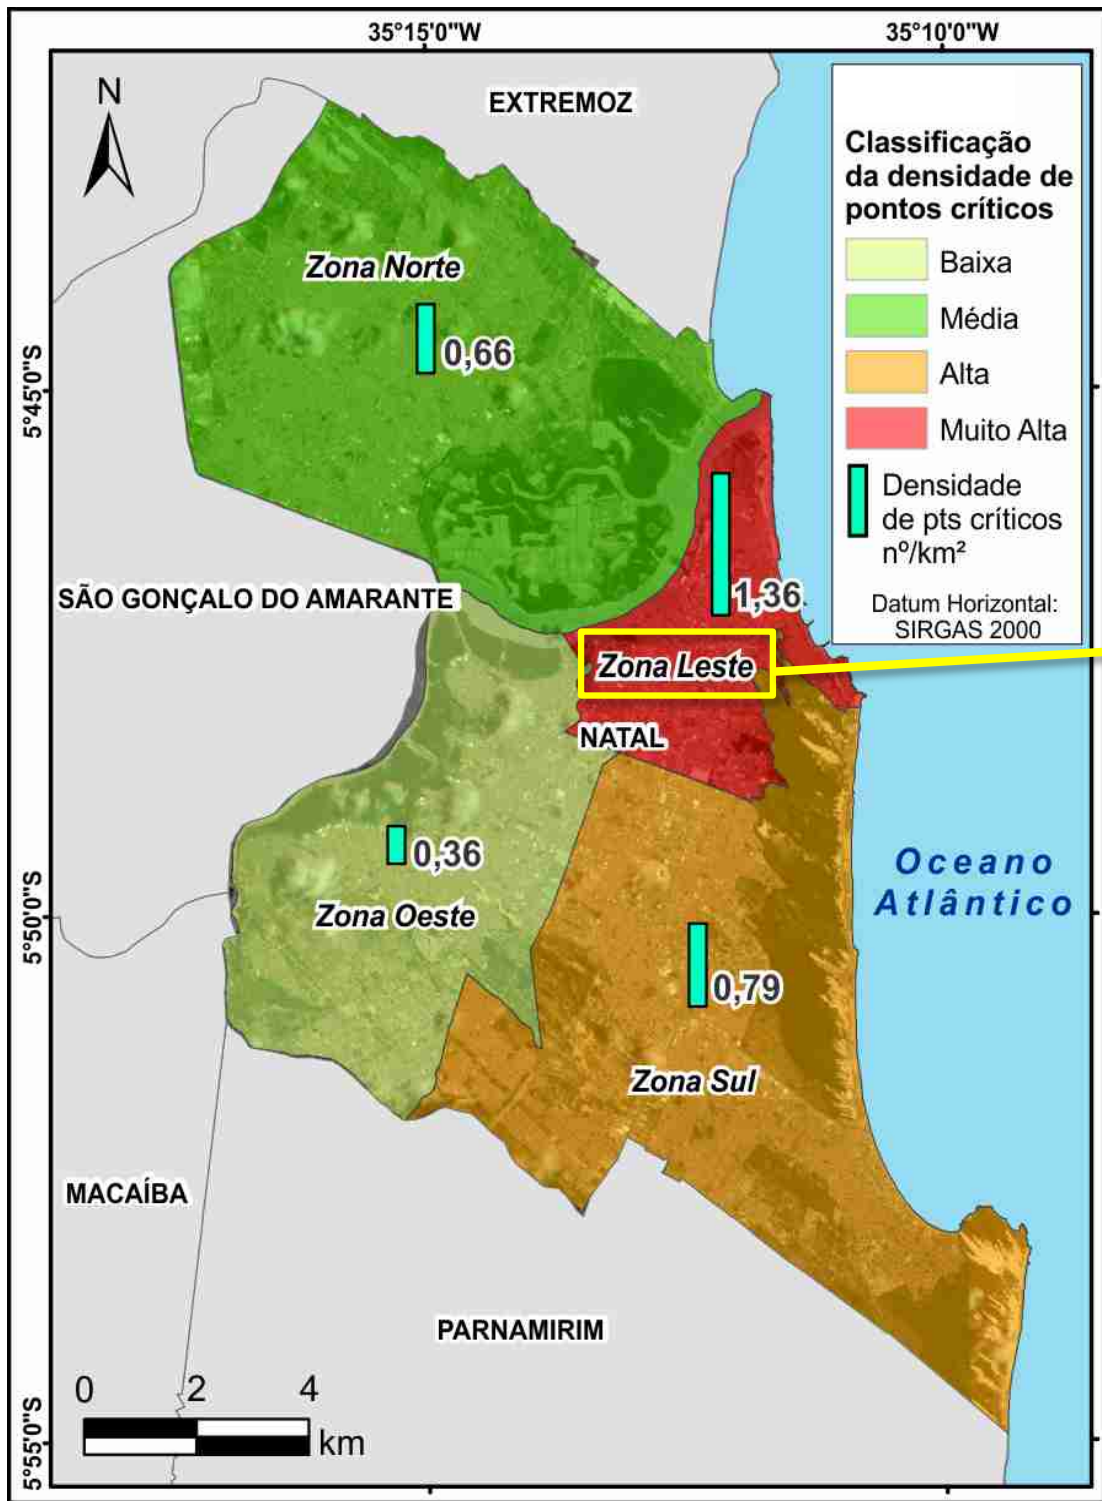 35°15'0"W
35°10'0"W
N
EXTREMOZ
Classificação
da densidade de
pontos críticos
Baixa
Média
Alta
Muito Alta
Densidade
de pts críticos
nº/km²
Datum Horizontal:
SIRGAS 2000
Zona Norte
0,66
5°45'0"S
SÃO GONÇALO DO AMARANTE
1,36
Zona Leste
NATAL
0,36
Zona Oeste
Oceano
Atlântico
5°50'0"S
0,79
Zona Sul
MACAÍBA
PARNAMIRIM
0 2 4
km
5°55'0"S